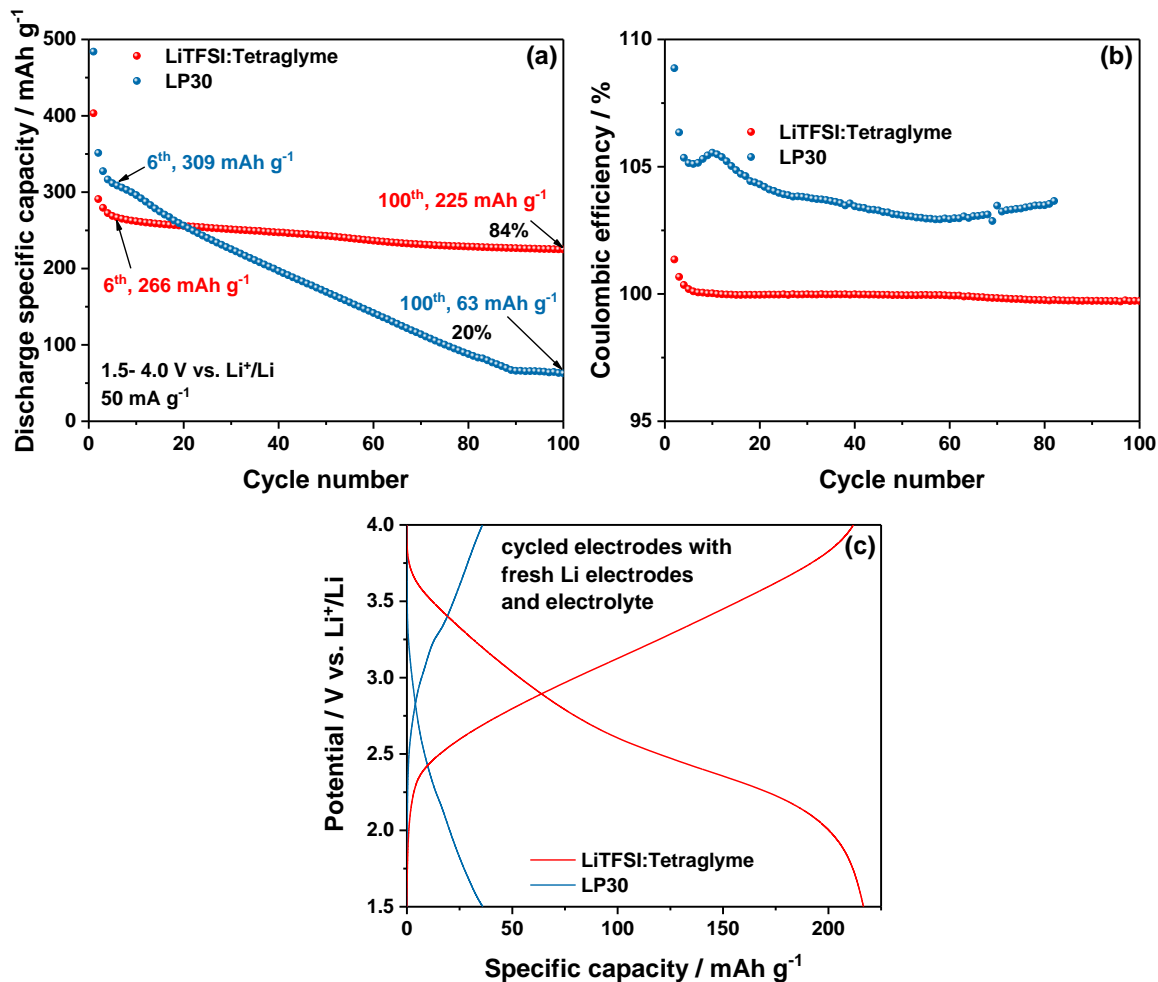 (a)
LiTFSI:Tetraglyme
LP30
6th, 309 mAh g-1
100th, 225 mAh g-1
84%
6th, 266 mAh g-1
100th, 63 mAh g-1
20%
1.5- 4.0 V vs. Li+/Li
50 mA g-1
500
400
300
200
100
0
0 20 40 60 80 100
Discharge specific capacity / mAh g-1
Cycle number
(b)
LiTFSI:Tetraglyme
LP30
110
105
100
95
0 20 40 60 80 100
Coulombic efficiency / %
Cycle number
(c)
cycled electrodes with
fresh Li electrodes
and electrolyte
LiTFSI:Tetraglyme
LP30
4.0
3.5
3.0
2.5
2.0
1.5
0 50 100 150 200
Potential / V vs. Li+/Li
Specific capacity / mAh g-1